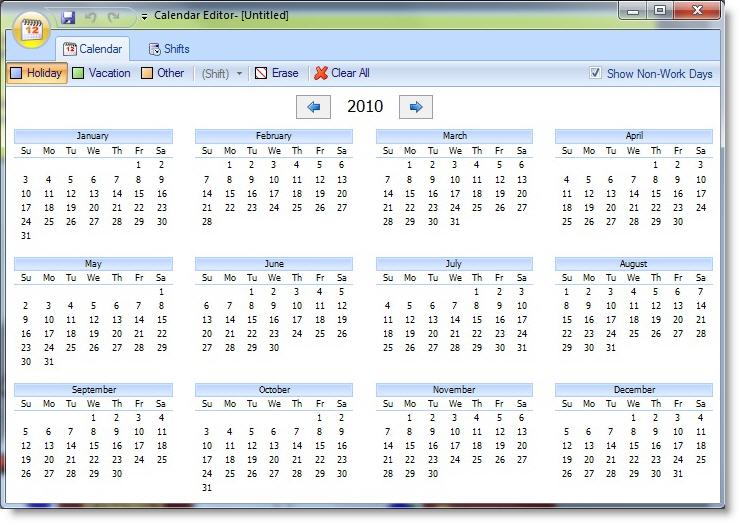 Calendar Editor- [Untitled]
12 Calendar Shifts
Holiday Vacation Other (Shift) Erase Clear All Show Non-Work Days
2010
January
Su Mo Tu We Th Fr Sa
1 2
3 4 5 6 7 8 9
10 11 12 13 14 15 16
17 18 19 20 21 22 23
24 25 26 27 28 29 30
31
February
Su Mo Tu We Th Fr Sa
1 2 3 4 5 6
7 8 9 10 11 12 13
14 15 16 17 18 19 20
21 22 23 24 25 26 27
28
March
Su Mo Tu We Th Fr Sa
1 2 3 4 5 6
7 8 9 10 11 12 13
14 15 16 17 18 19 20
21 22 23 24 25 26 27
28 29 30 31
April
Su Mo Tu We Th Fr Sa
1 2 3
4 5 6 7 8 9 10
11 12 13 14 15 16 17
18 19 20 21 22 23 24
25 26 27 28 29 30
May
Su Mo Tu We Th Fr Sa
1
2 3 4 5 6 7 8
9 10 11 12 13 14 15
16 17 18 19 20 21 22
23 24 25 26 27 28 29
30 31
June
Su Mo Tu We Th Fr Sa
1 2 3 4 5
6 7 8 9 10 11 12
13 14 15 16 17 18 19
20 21 22 23 24 25 26
27 28 29 30
July
Su Mo Tu We Th Fr Sa
1 2 3
4 5 6 7 8 9 10
11 12 13 14 15 16 17
18 19 20 21 22 23 24
25 26 27 28 29 30 31
August
Su Mo Tu We Th Fr Sa
1 2 3 4 5 6 7
8 9 10 11 12 13 14
15 16 17 18 19 20 21
22 23 24 25 26 27 28
29 30 31
September
Su Mo Tu We Th Fr Sa
1 2 3 4
5 6 7 8 9 10 11
12 13 14 15 16 17 18
19 20 21 22 23 24 25
26 27 28 29 30
October
Su Mo Tu We Th Fr Sa
1 2
3 4 5 6 7 8 9
10 11 12 13 14 15 16
17 18 19 20 21 22 23
24 25 26 27 28 29 30
31
November
Su Mo Tu We Th Fr Sa
1 2 3 4 5 6
7 8 9 10 11 12 13
14 15 16 17 18 19 20
21 22 23 24 25 26 27
28 29 30
December
Su Mo Tu We Th Fr Sa
1 2 3 4
5 6 7 8 9 10 11
12 13 14 15 16 17 18
19 20 21 22 23 24 25
26 27 28 29 30 31